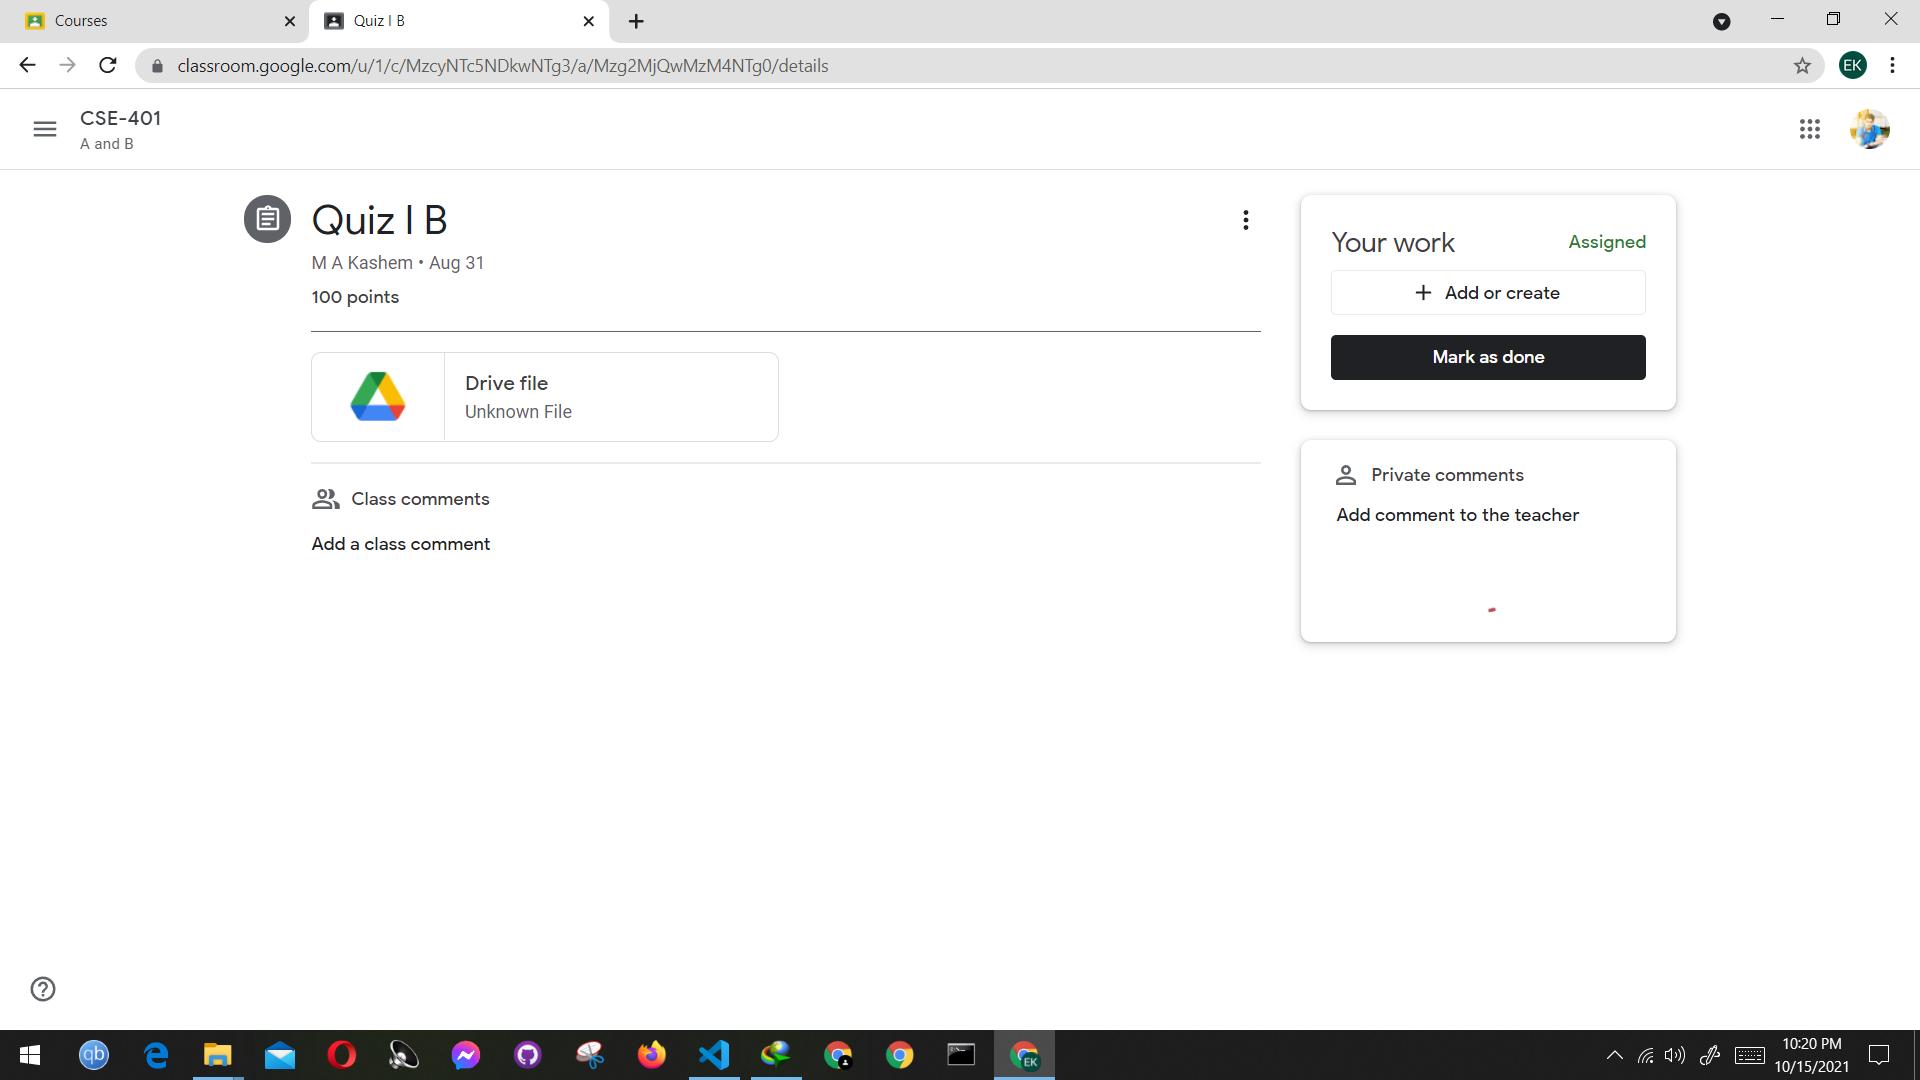 Courses
Quiz I B
classroom.google.com/u/1/c/MzcyNTc5NDkwNTg3/a/Mzg2MjQwMzM4NTg0/details
EK
CSE-401
A and B
Quiz I B
M A Kashem • Aug 31
100 points
Your work
Assigned
+ Add or create
Mark as done
Drive file
Unknown File
Class comments
Add a class comment
Private comments
Add comment to the teacher
qb
EK
10:20 PM
10/15/2021